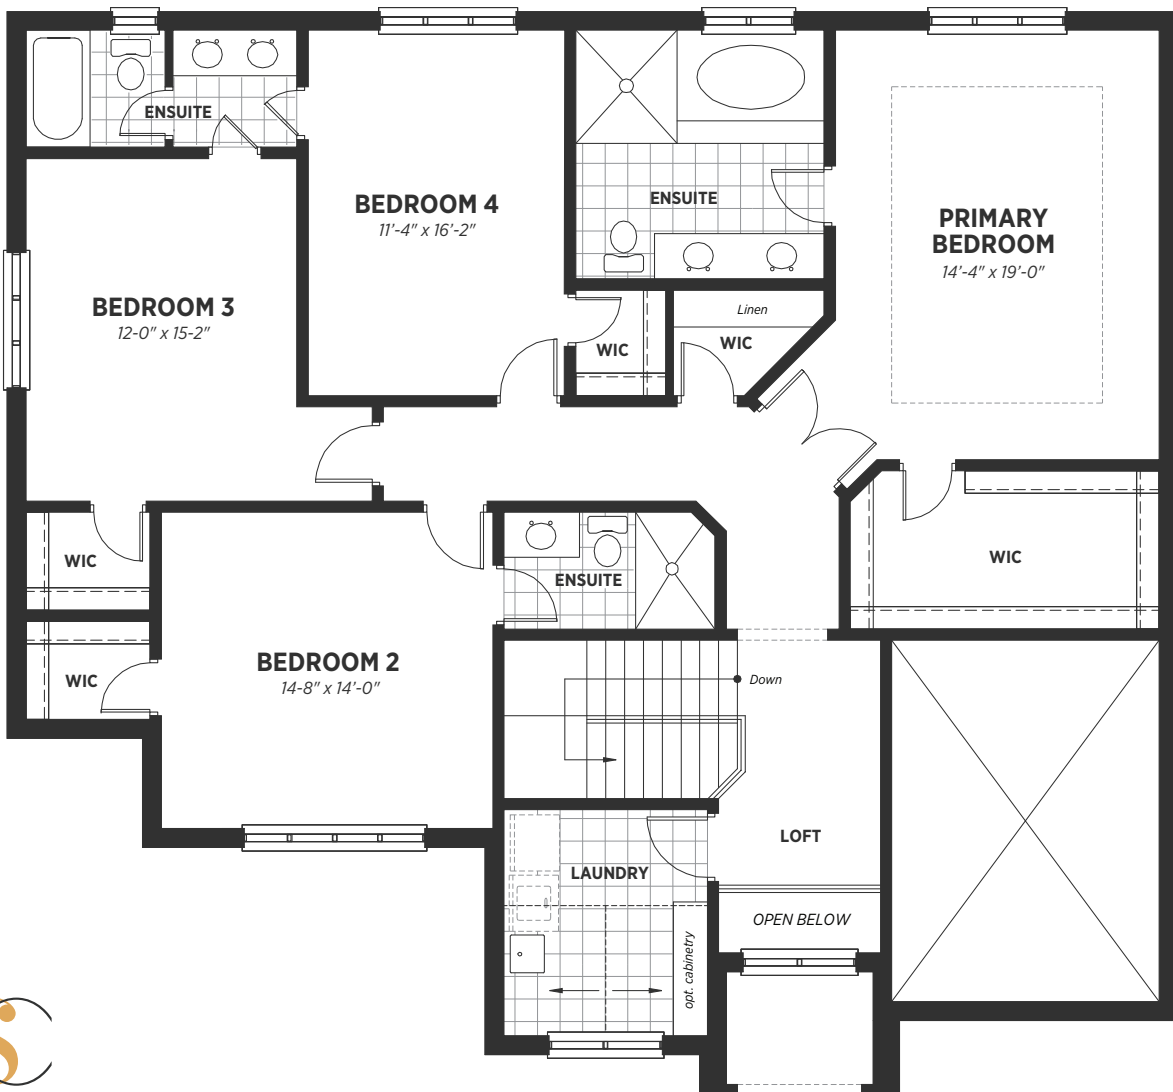 ENSUITE
BEDROOM 4
11'-4" x 16'-2"
ENSUITE
PRIMARY
BEDROOM
14'-4" x 19'-0"
BEDROOM 3
12-0" x 15-2"
Linen
WIC
WIC
WIC
WIC
ENSUITE
WIC
BEDROOM 2
14-8" x 14'-0"
Down
LOFT
LAUNDRY
OPEN BELOW
opt. cabinetry